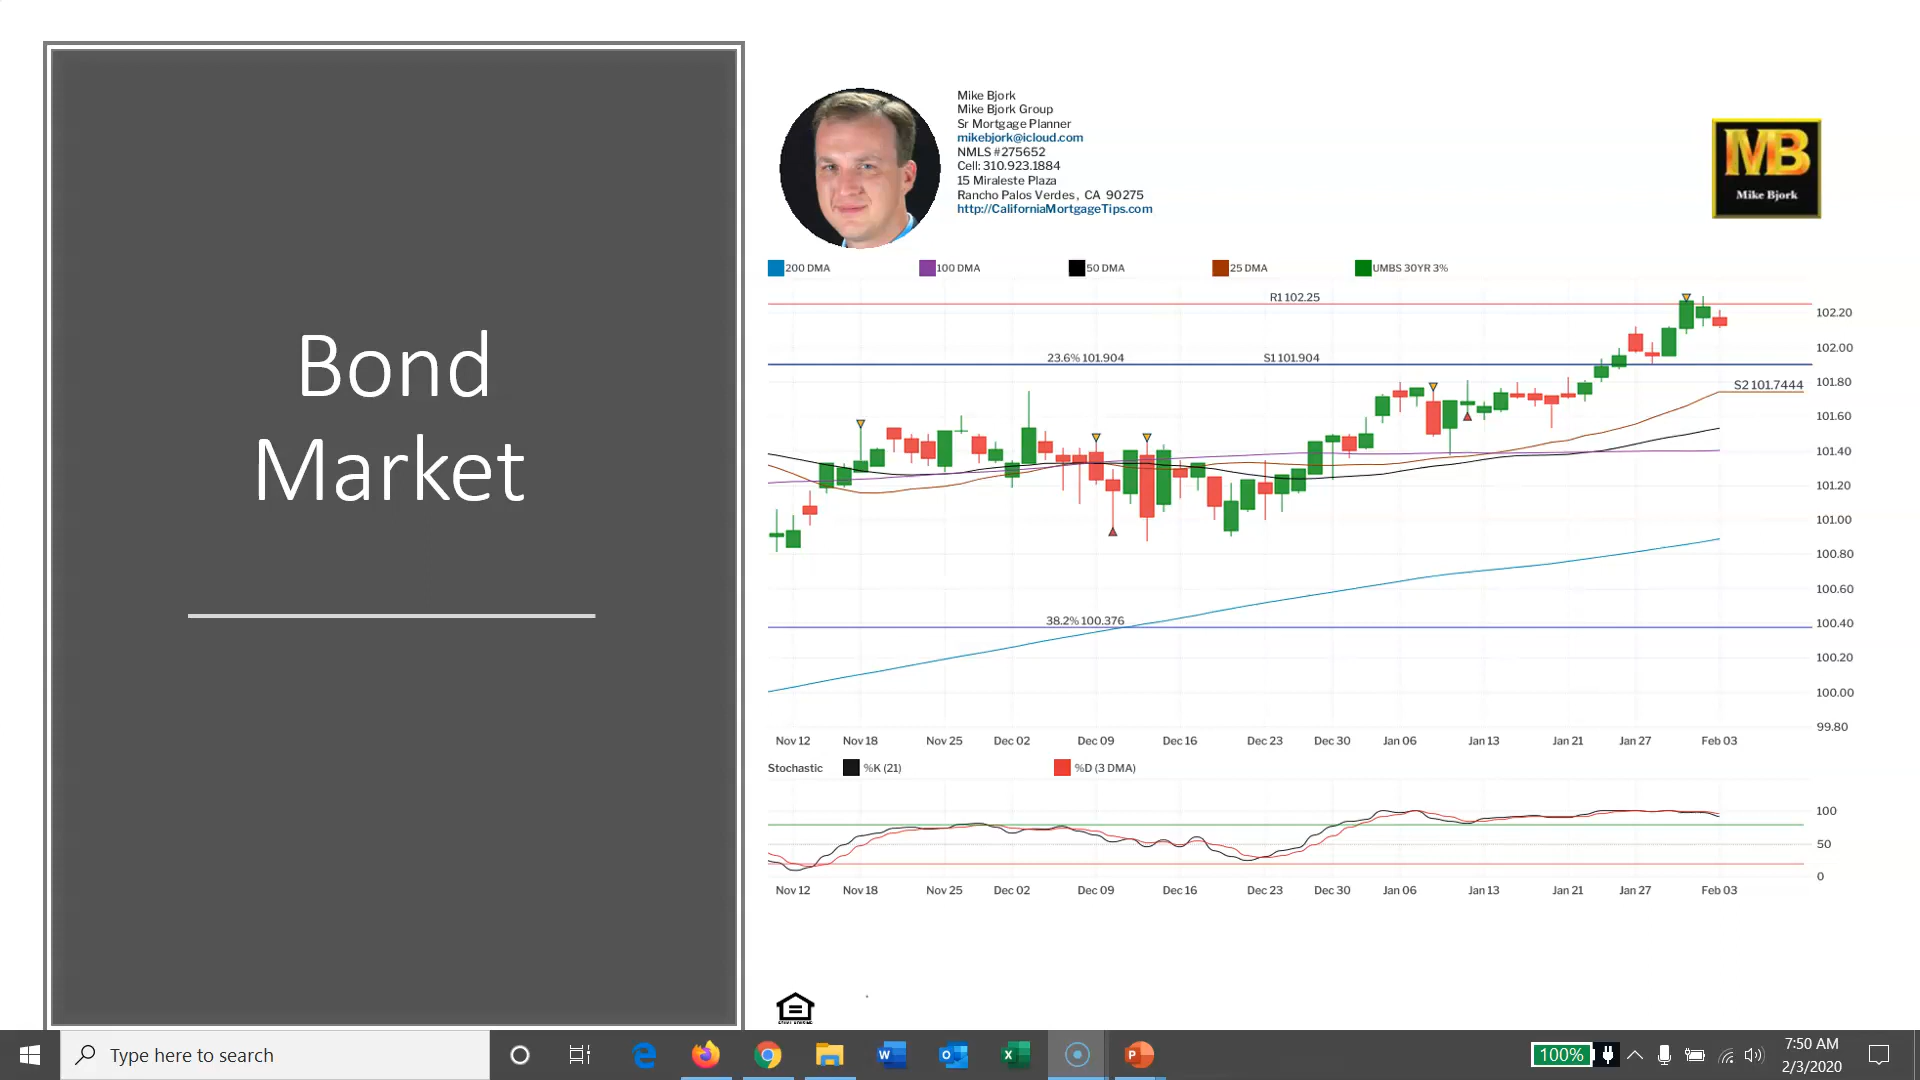 Bond
Market
Mike Bjork
Mike Bjork Group
Sr Mortgage Planner
mikebjork@icloud.com
NMLS #275652
Cell: 310.923.1884
15 Miraleste Plaza
Rancho Palos Verdes, CA 90275
http://CaliforniaMortgageTips.com
MB
Mike Bjork
200 DMA 100 DMA 50 DMA 25 DMA UMBS 30YR 3%
R1 102.25
102.20
102.00
23.6% 101.904 S1 101.904
101.80
S2 101.7444
101.60
101.40
101.20
101.00
100.80
100.60
100.40
38.2% 100.376
100.20
100.00
99.80
Nov 12 Nov 18 Nov 25 Dec 02 Dec 09 Dec 16 Dec 23 Dec 30 Jan 06 Jan 13 Jan 21 Jan 27 Feb 03
Stochastic %K (21) %D (3 DMA)
100
50
0
Nov 12 Nov 18 Nov 25 Dec 02 Dec 09 Dec 16 Dec 23 Dec 30 Jan 06 Jan 13 Jan 21 Jan 27 Feb 03
Type here to search
100%
7:50 AM
2/3/2020